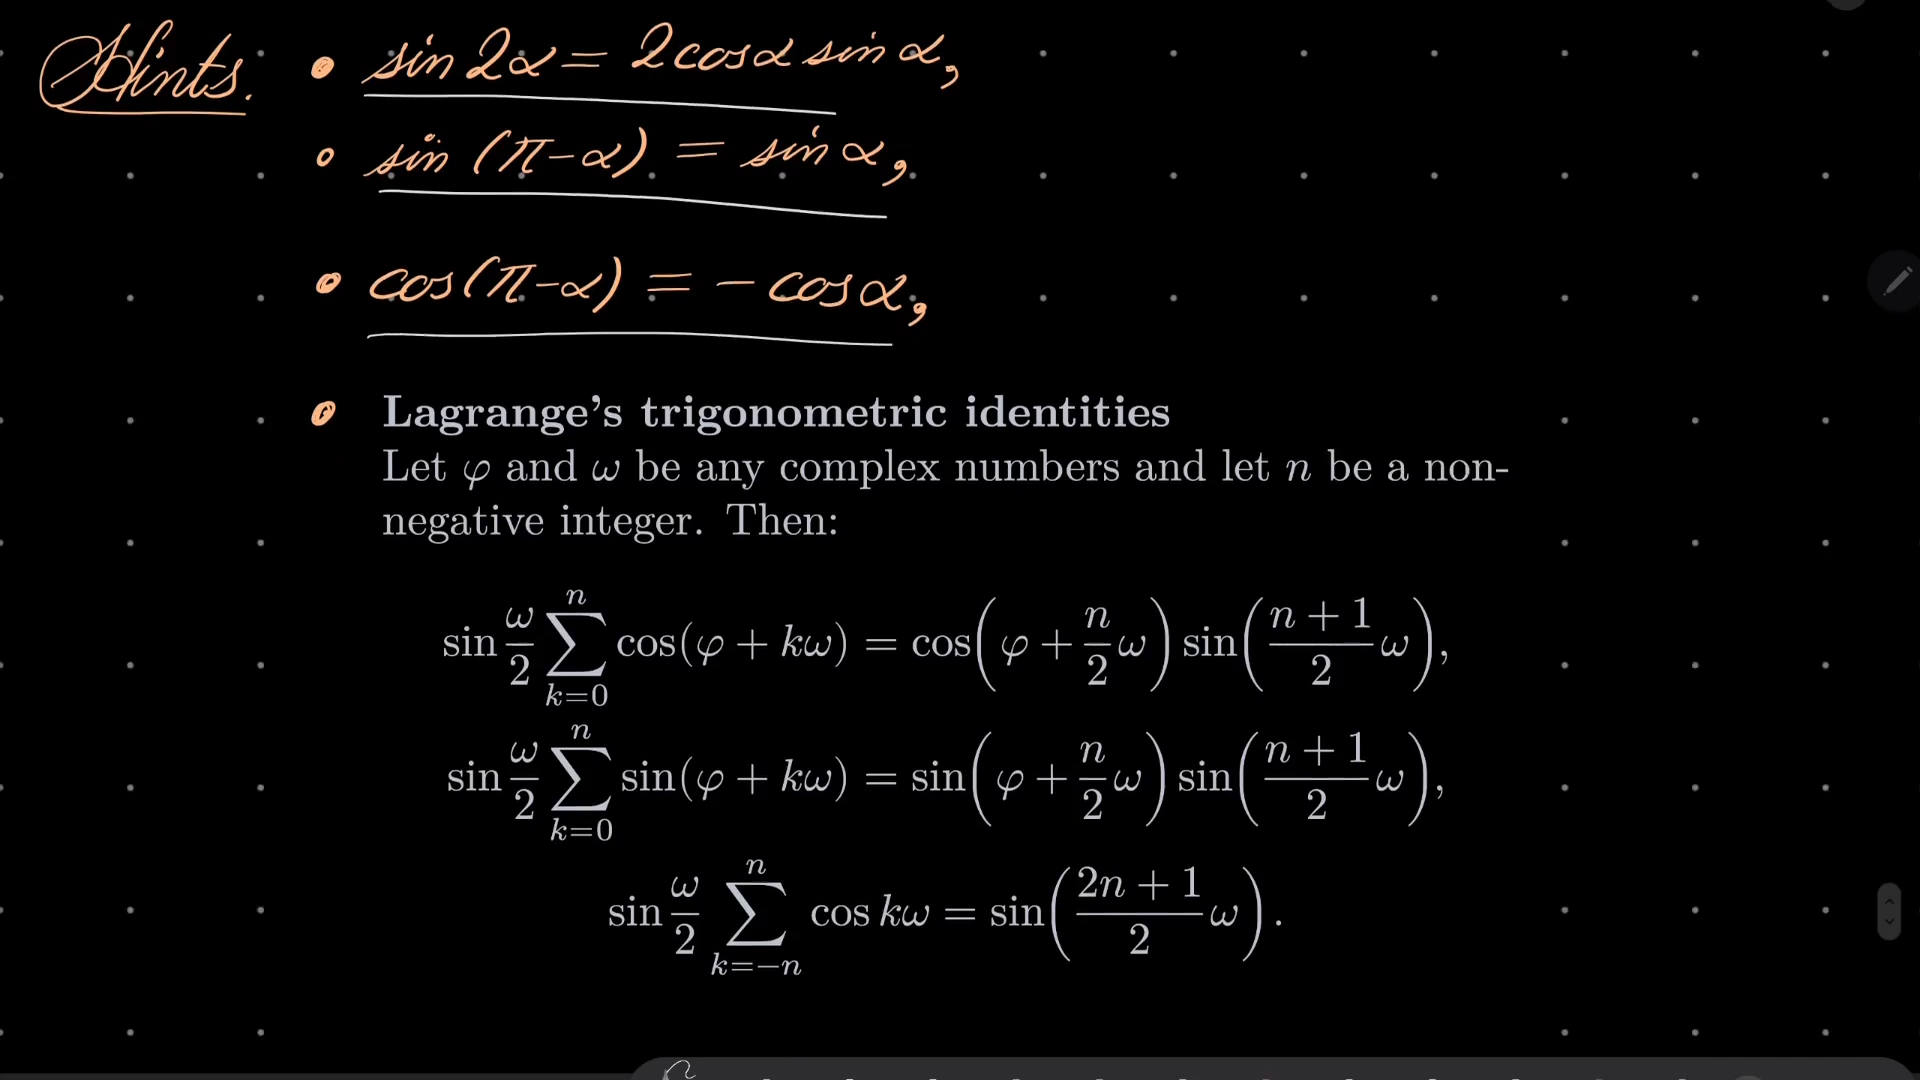 Hints. • sin 2α = 2cosα sin α,
• sin (π-α) = sin α,
• cos(π-α) = - cos α,
• Lagrange's trigonometric identities
Let φ and ω be any complex numbers and let n be a non-
negative integer. Then:
sin ω/2 ∑_{k=0}^{n} cos(φ + kω) = cos(φ + n/2 ω) sin((n + 1)/2 ω),
sin ω/2 ∑_{k=0}^{n} sin(φ + kω) = sin(φ + n/2 ω) sin((n + 1)/2 ω),
sin ω/2 ∑_{k=-n}^{n} cos kω = sin((2n + 1)/2 ω).